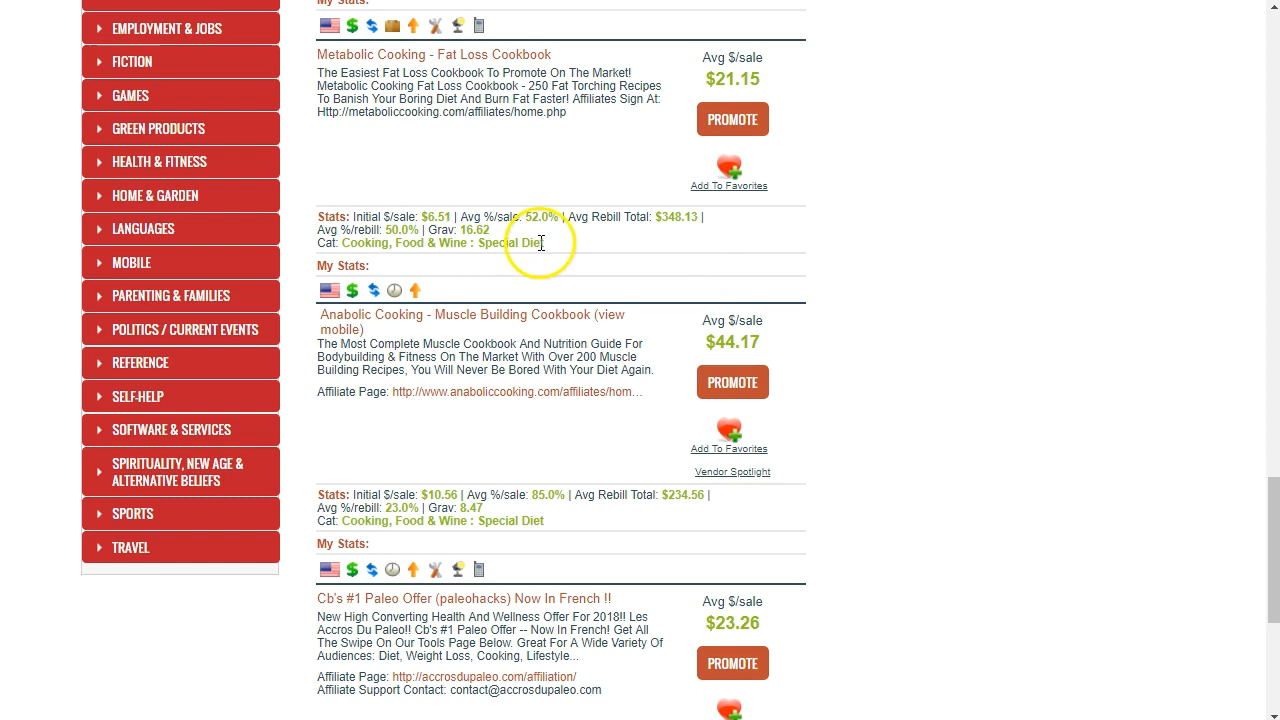 My Stats:
EMPLOYMENT & JOBS
FICTION
GAMES
GREEN PRODUCTS
HEALTH & FITNESS
HOME & GARDEN
LANGUAGES
MOBILE
PARENTING & FAMILIES
POLITICS / CURRENT EVENTS
REFERENCE
SELF-HELP
SOFTWARE & SERVICES
SPIRITUALITY, NEW AGE &
ALTERNATIVE BELIEFS
SPORTS
TRAVEL
Metabolic Cooking - Fat Loss Cookbook
The Easiest Fat Loss Cookbook To Promote On The Market!
Metabolic Cooking Fat Loss Cookbook - 250 Fat Torching Recipes
To Banish Your Boring Diet And Burn Fat Faster! Affiliates Sign At:
Http://metaboliccooking.com/affiliates/home.php
Avg $/sale
$21.15
PROMOTE
Add To Favorites
Stats: Initial $/sale: $6.51 | Avg %/sale: 52.0% | Avg Rebill Total: $348.13 |
Avg %/rebill: 50.0% | Grav: 16.62
Cat: Cooking, Food & Wine : Special Diet
My Stats:
Anabolic Cooking - Muscle Building Cookbook (view
mobile)
The Most Complete Muscle Cookbook And Nutrition Guide For
Bodybuilding & Fitness On The Market With Over 200 Muscle
Building Recipes, You Will Never Be Bored With Your Diet Again.
Affiliate Page: http://www.anaboliccooking.com/affiliates/hom...
Avg $/sale
$44.17
PROMOTE
Add To Favorites
Vendor Spotlight
Stats: Initial $/sale: $10.56 | Avg %/sale: 85.0% | Avg Rebill Total: $234.56 |
Avg %/rebill: 23.0% | Grav: 8.47
Cat: Cooking, Food & Wine : Special Diet
My Stats:
Cb's #1 Paleo Offer (paleohacks) Now In French !!
New High Converting Health And Wellness Offer For 2018!! Les
Accros Du Paleo!! Cb's #1 Paleo Offer -- Now In French! Get All
The Swipe On Our Tools Page Below. Great For A Wide Variety Of
Audiences: Diet, Weight Loss, Cooking, Lifestyle...
Affiliate Page: http://accrosdupaleo.com/affiliation/
Affiliate Support Contact: contact@accrosdupaleo.com
Avg $/sale
$23.26
PROMOTE